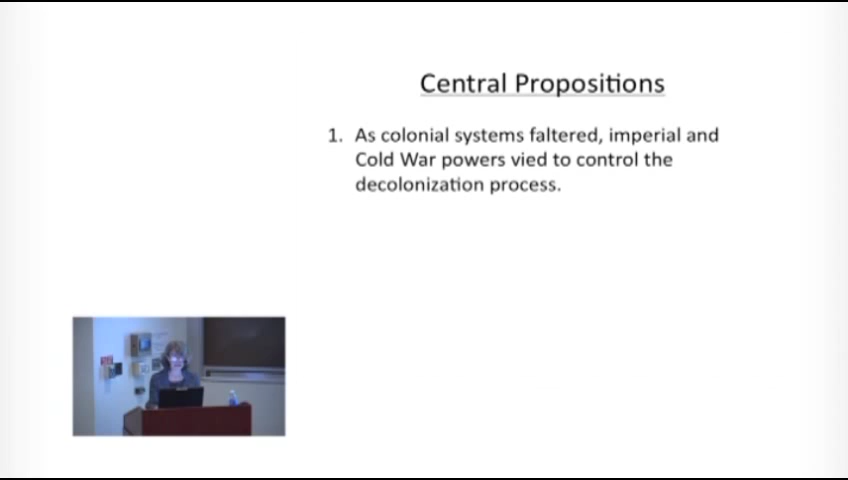 Central Propositions
1. As colonial systems faltered, imperial and
Cold War powers vied to control the
decolonization process.